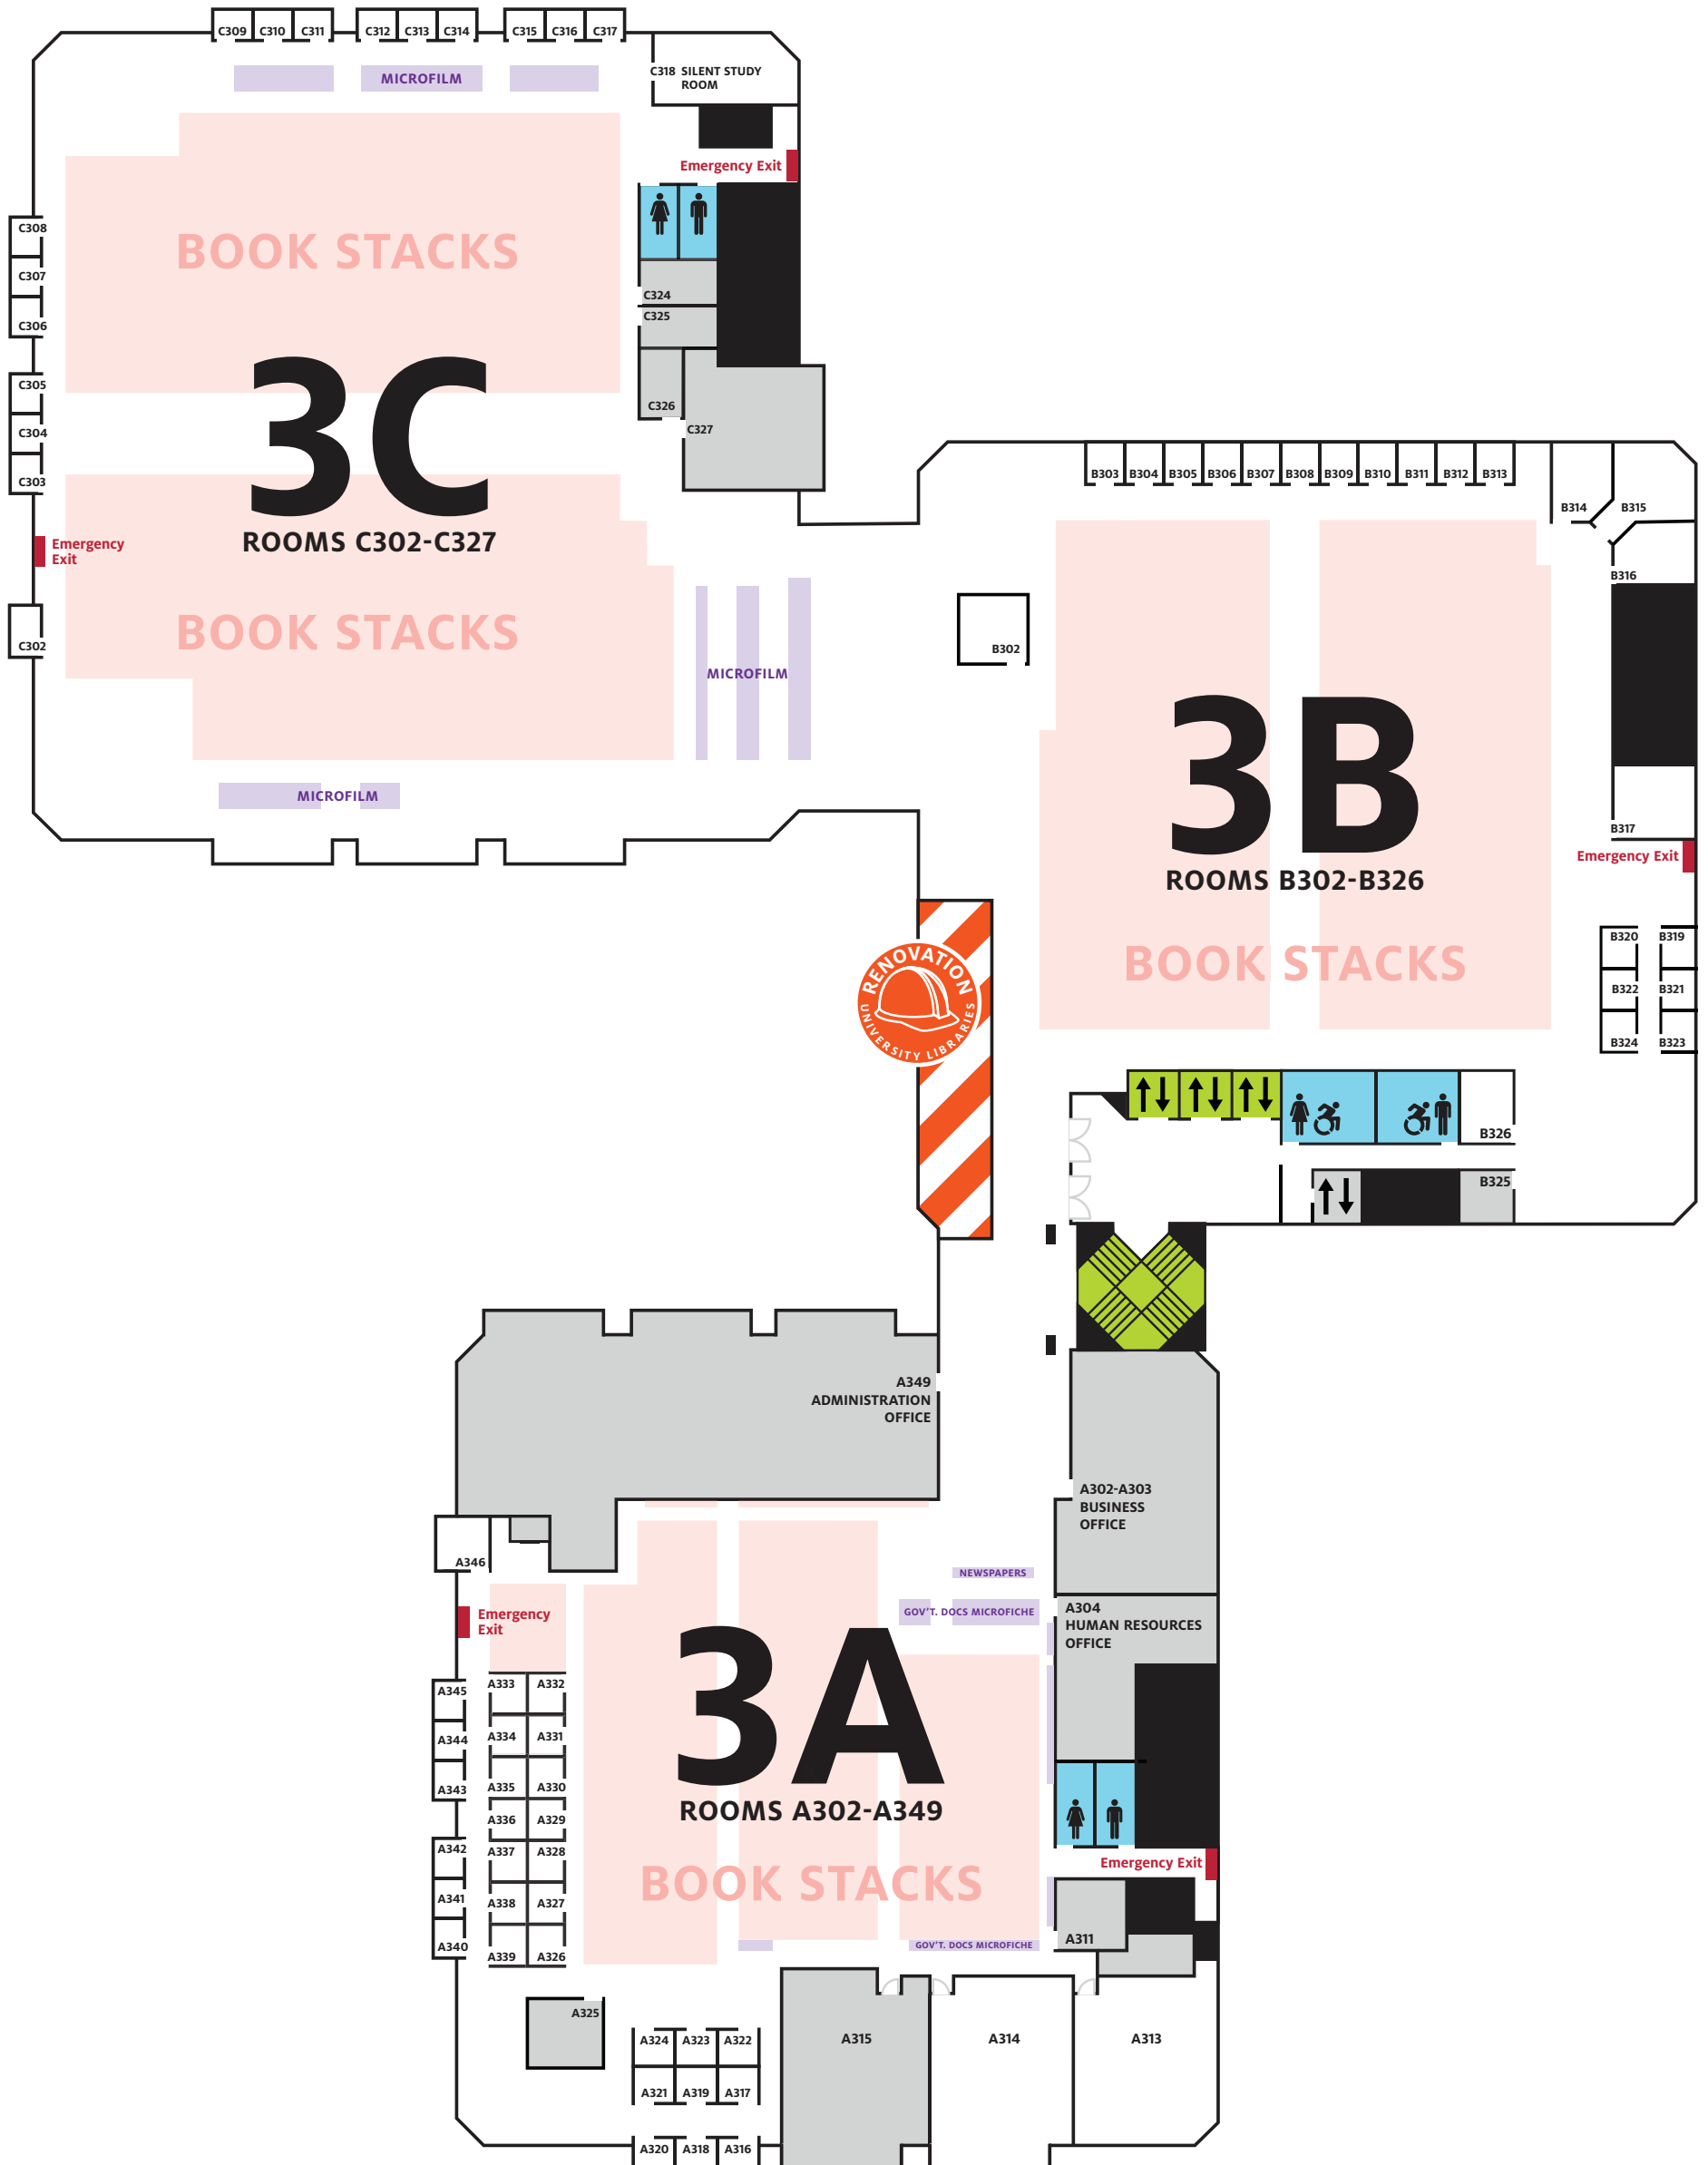 C309 C310 C311 C312 C313 C314 C315 C316 C317
C318 SILENT STUDY
ROOM
MICROFILM
Emergency Exit
C308
C307
C306
C305
C304
C303
BOOK STACKS
C324
C325
C326
C327
3C
ROOMS C302-C327
Emergency
Exit
C302
BOOK STACKS
MICROFILM
MICROFILM
B303 B304 B305 B306 B307 B308 B309 B310 B311 B312 B313
B314
B315
B316
B302
3B
ROOMS B302-B326
B317
Emergency Exit
BOOK STACKS
B320 B319
B322 B321
B324 B323
RENOVATION
UNIVERSITY LIBRARIES
B326
B325
A349
ADMINISTRATION
OFFICE
A302-A303
BUSINESS
OFFICE
A346
NEWSPAPERS
GOV'T. DOCS MICROFICHE
A304
HUMAN RESOURCES
OFFICE
Emergency
Exit
A345
A344
A343
A342
A341
A340
A333 A332
A334 A331
A335 A330
A336 A329
A337 A328
A338 A327
A339 A326
3A
ROOMS A302-A349
BOOK STACKS
Emergency Exit
A311
GOV'T. DOCS MICROFICHE
A325
A324 A323 A322
A321 A319 A317
A320 A318 A316
A315
A314
A313